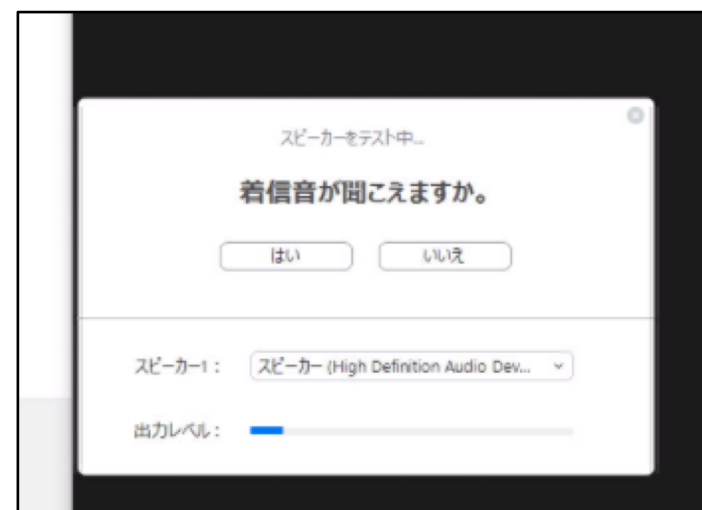 スピーカーをテスト中...
着信音が聞こえますか。
はい いいえ
スピーカー1： スピーカー (High Definition Audio Dev...
出力レベル：